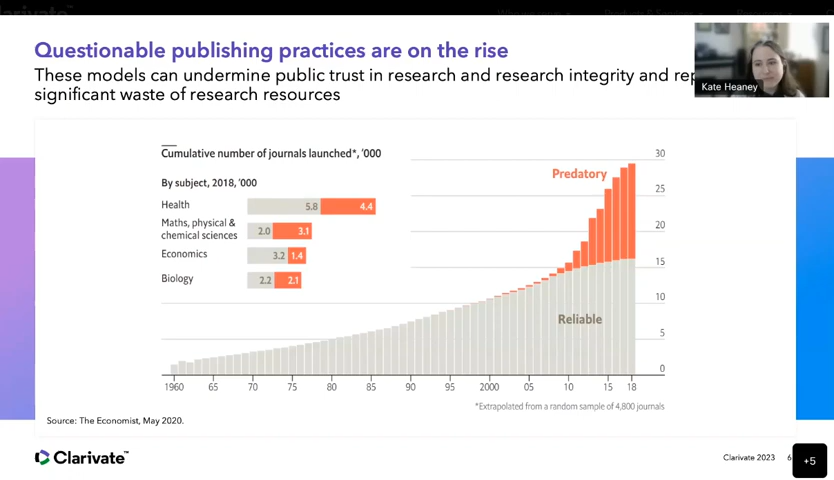 Questionable publishing practices are on the rise
These models can undermine public trust in research and research integrity and rep
significant waste of research resources
Kate Heaney
Cumulative number of journals launched*, '000
By subject, 2018, '000
Health 5.8 4.4
Maths, physical &
chemical sciences 2.0 3.1
Economics 3.2 1.4
Biology 2.2 2.1
Predatory
Reliable
30
25
20
15
10
5
0
1960 65 70 75 80 85 90 95 2000 05 10 15 18
*Extrapolated from a random sample of 4,800 journals
Source: The Economist, May 2020.
Clarivate™
Clarivate 2023 6
+5